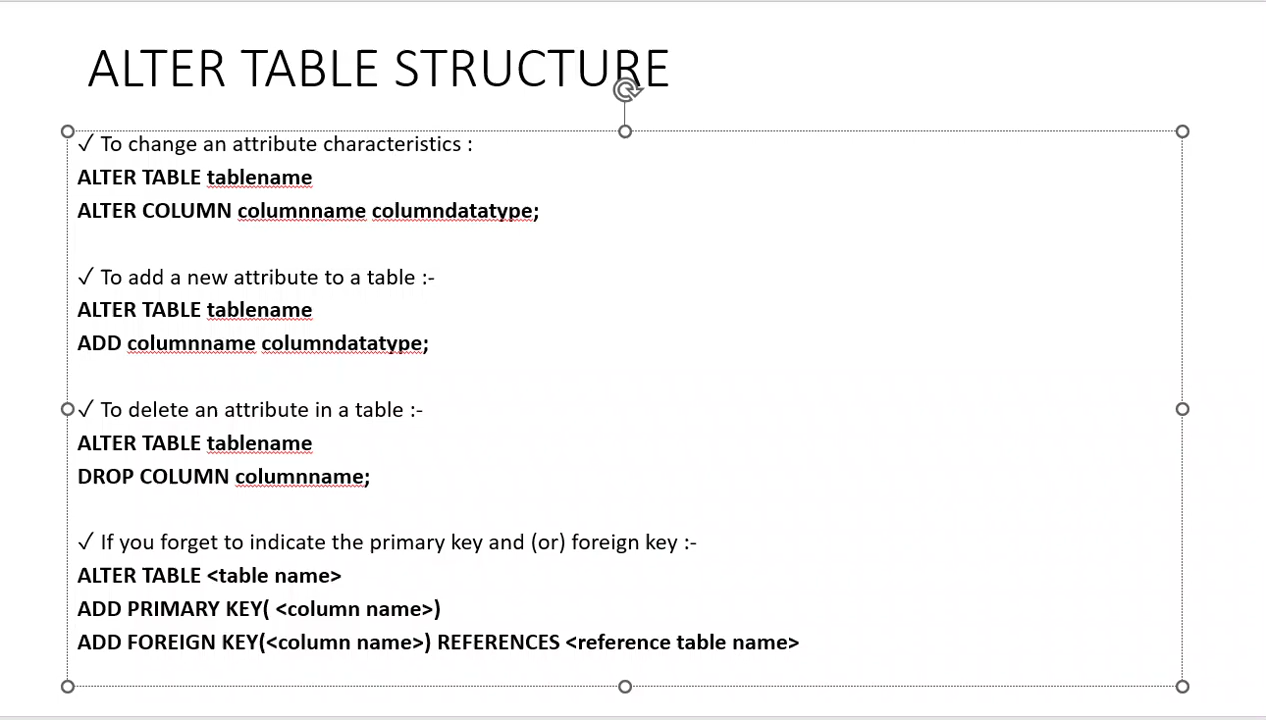 ALTER TABLE STRUCTURE
✓ To change an attribute characteristics :
ALTER TABLE tablename
ALTER COLUMN columnname columndatatype;
✓ To add a new attribute to a table :-
ALTER TABLE tablename
ADD columnname columndatatype;
✓ To delete an attribute in a table :-
ALTER TABLE tablename
DROP COLUMN columnname;
✓ If you forget to indicate the primary key and (or) foreign key :-
ALTER TABLE <table name>
ADD PRIMARY KEY( <column name>)
ADD FOREIGN KEY(<column name>) REFERENCES <reference table name>